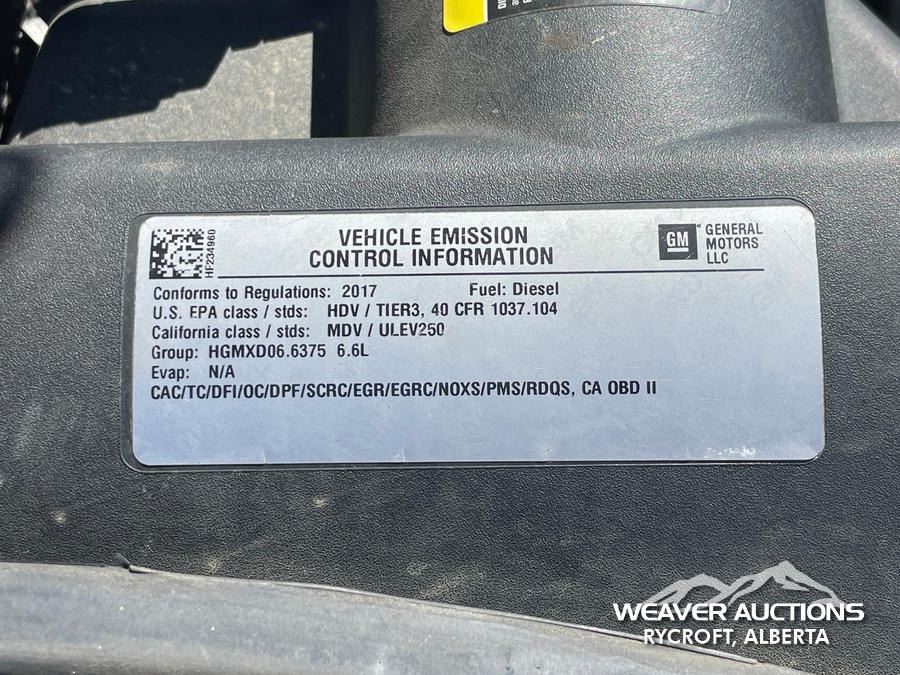 HF234960
VEHICLE EMISSION
CONTROL INFORMATION
GM
GENERAL
MOTORS
LLC
Conforms to Regulations: 2017 Fuel: Diesel
U.S. EPA class / stds: HDV / TIER3, 40 CFR 1037.104
California class / stds: MDV / ULEV250
Group: HGMXD06.6375 6.6L
Evap: N/A
CAC/TC/DFI/OC/DPF/SCRC/EGR/EGRC/NOXS/PMS/RDQS, CA OBD II
WEAVER AUCTIONS
RYCROFT, ALBERTA